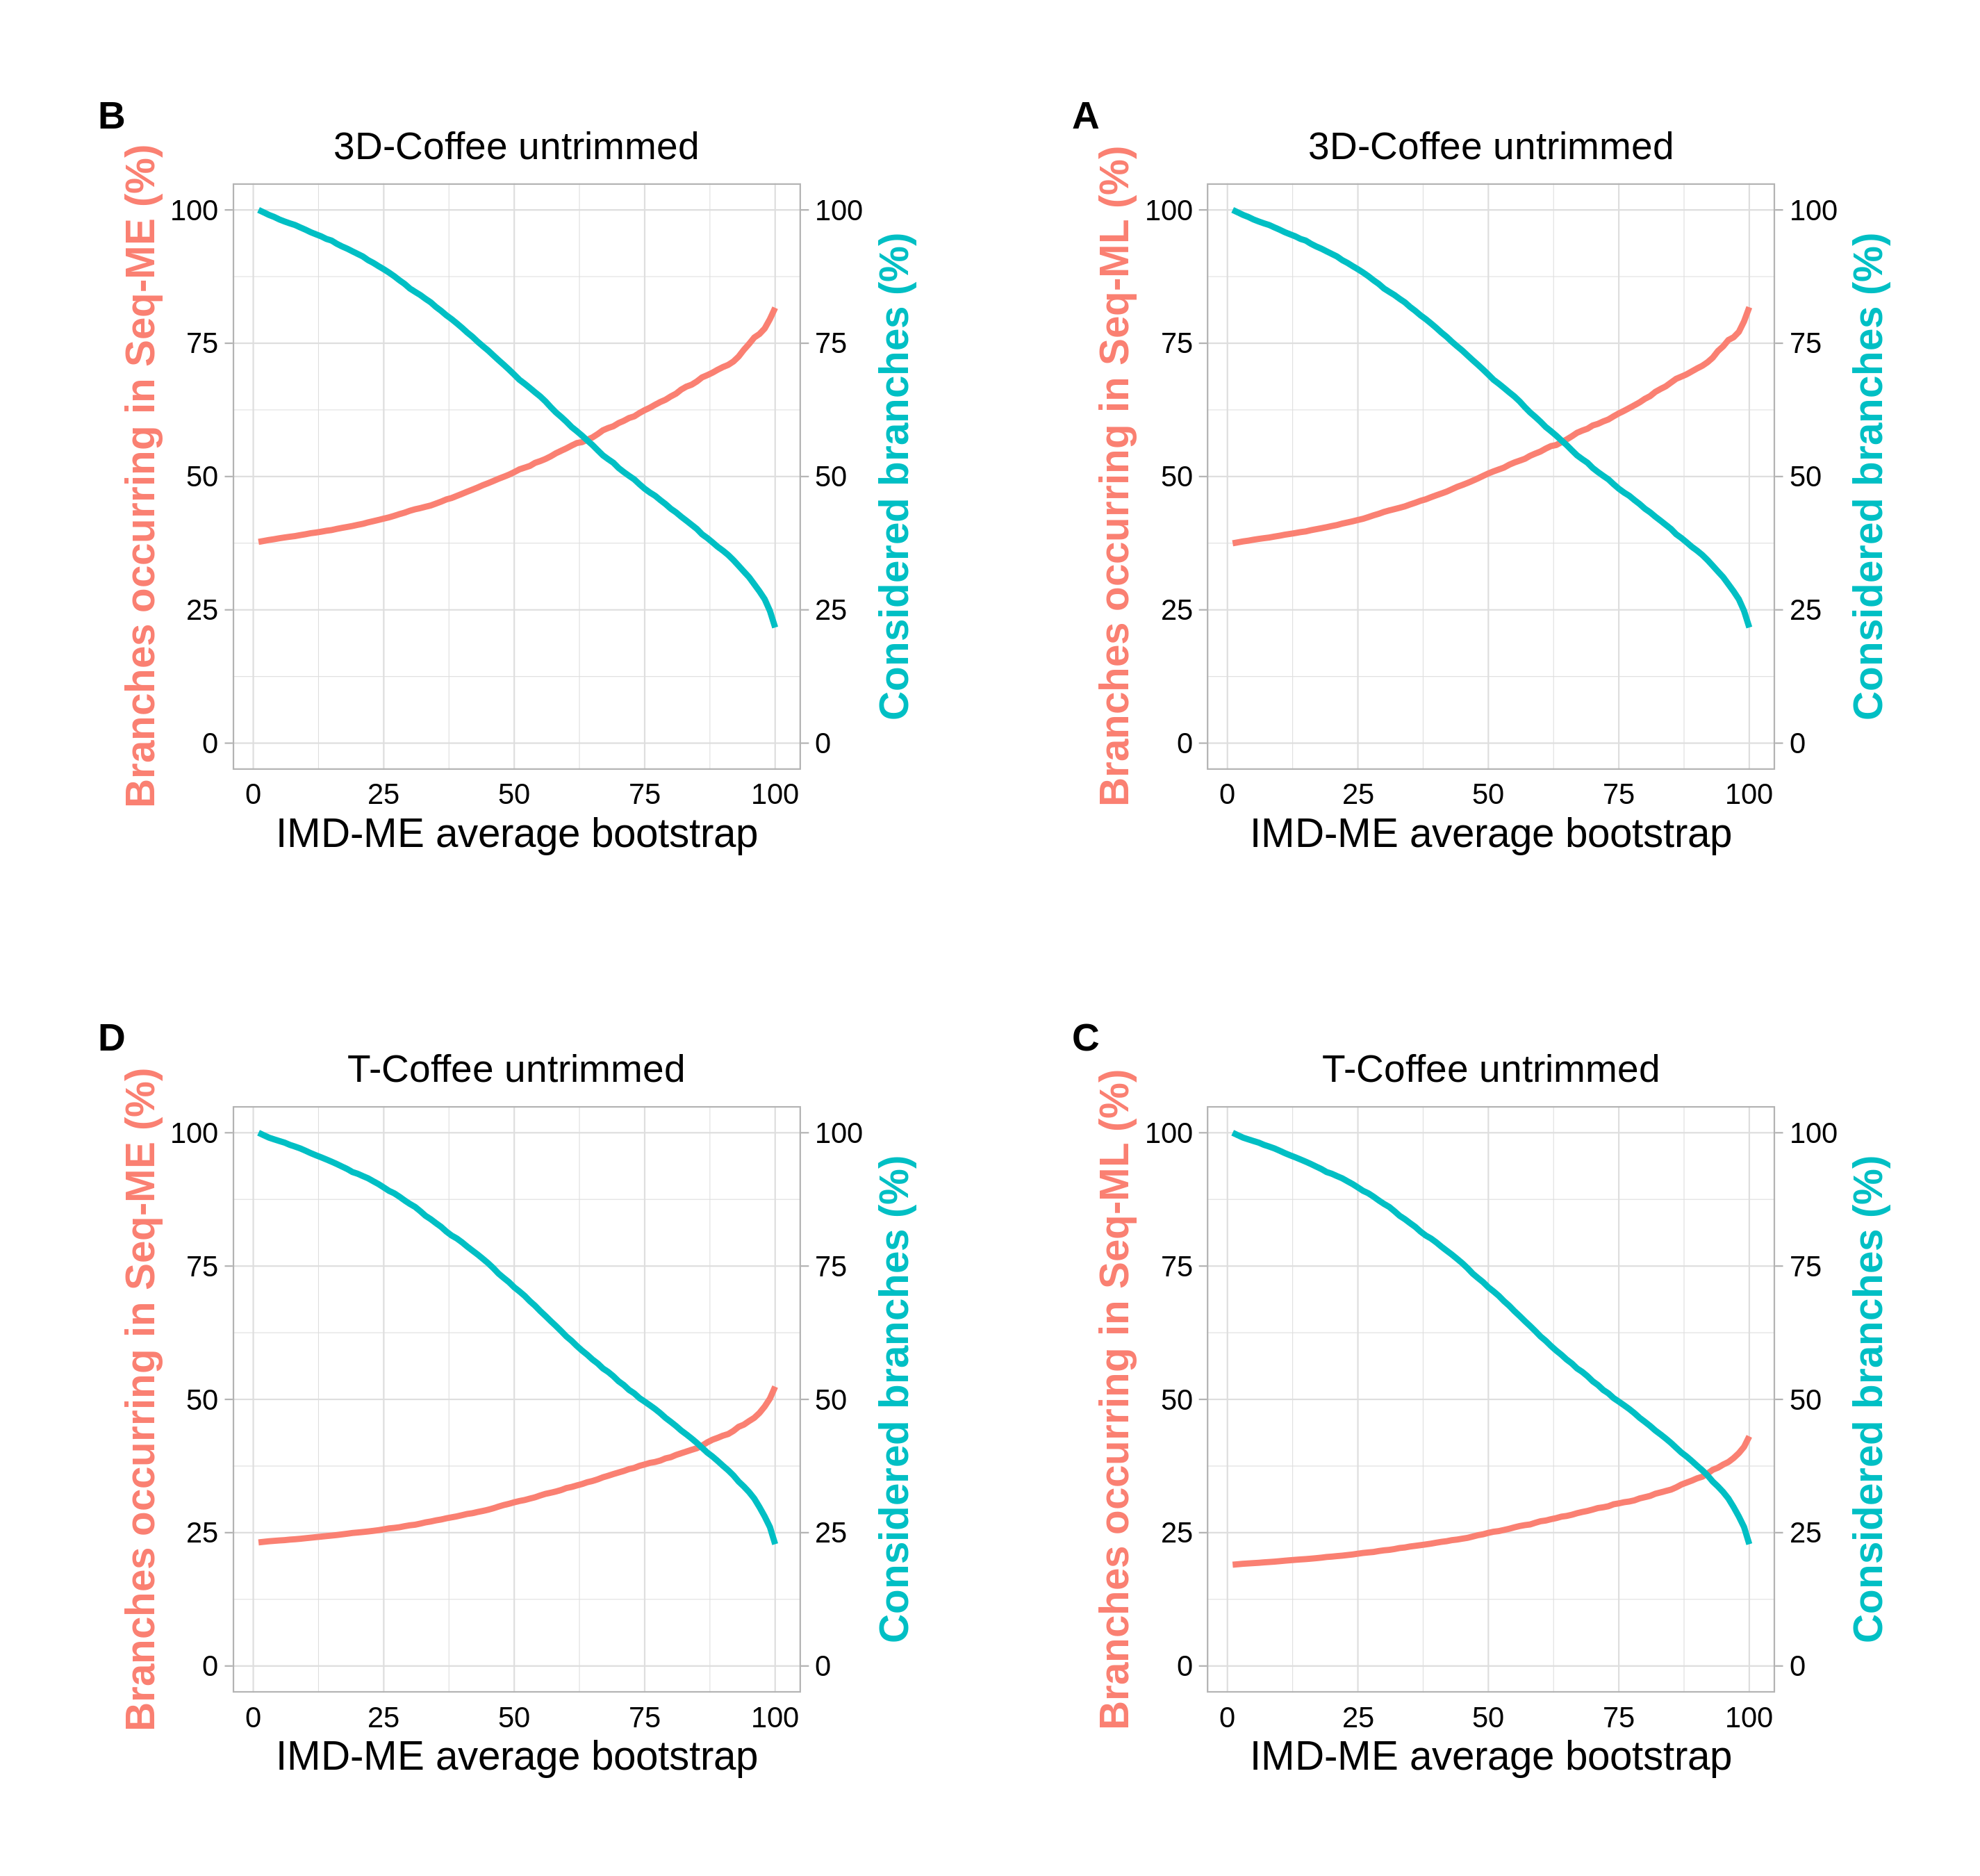 B
3D-Coffee untrimmed
Branches occurring in Seq-ME (%)
100
75
50
25
0
100
75
50
25
0
Considered branches (%)
0 25 50 75 100
IMD-ME average bootstrap
A
3D-Coffee untrimmed
Branches occurring in Seq-ML (%)
100
75
50
25
0
100
75
50
25
0
Considered branches (%)
0 25 50 75 100
IMD-ME average bootstrap
D
T-Coffee untrimmed
Branches occurring in Seq-ME (%)
100
75
50
25
0
100
75
50
25
0
Considered branches (%)
0 25 50 75 100
IMD-ME average bootstrap
C
T-Coffee untrimmed
Branches occurring in Seq-ML (%)
100
75
50
25
0
100
75
50
25
0
Considered branches (%)
0 25 50 75 100
IMD-ME average bootstrap